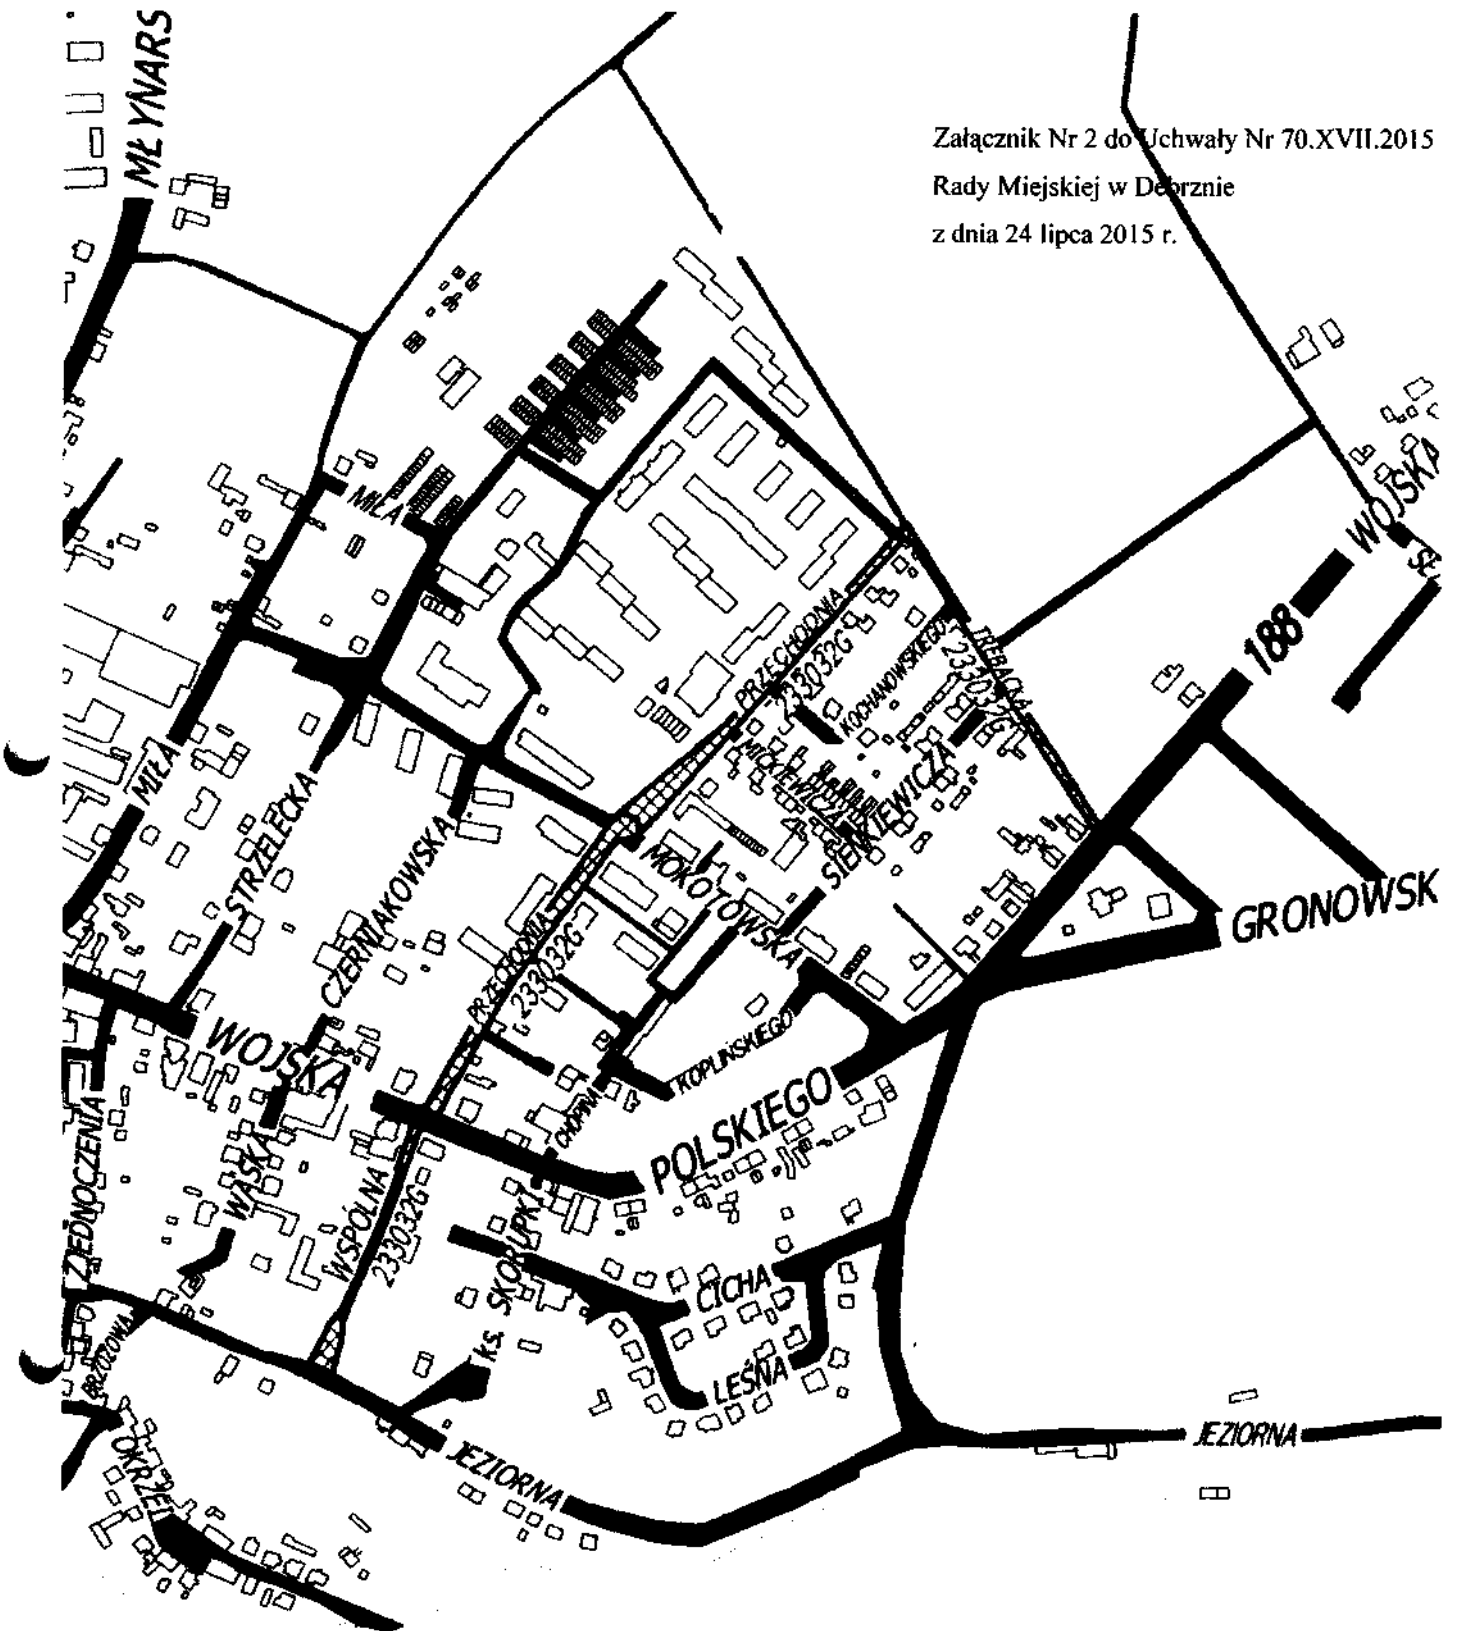 MŁYNARS
Załącznik Nr 2 do Uchwały Nr 70.XVII.2015
Rady Miejskiej w Debrznie
z dnia 24 lipca 2015 r.
MIŁA
WOJSKA
188
PRZECHODNIA
233032G
KOCHANOWSKIEGO
TRĘBACKA
233032G
MICKIEWICZA
SIENKIEWICZA
MIŁA
STRZELECKA
CZERNIAKOWSKA
MOKOTOWSKA
GRONOWSK
PRZECHODNIA
233032G
WOJSKA
KOPLIŃSKIEGO
CHOPINA
POLSKIEGO
ZJEDNOCZENIA
WĄSKA
WSPÓLNA
233032G
ks. SKORUPKI
CICHA
LEŚNA
BRZOZOWA
OKRZEI
JEZIORNA
JEZIORNA